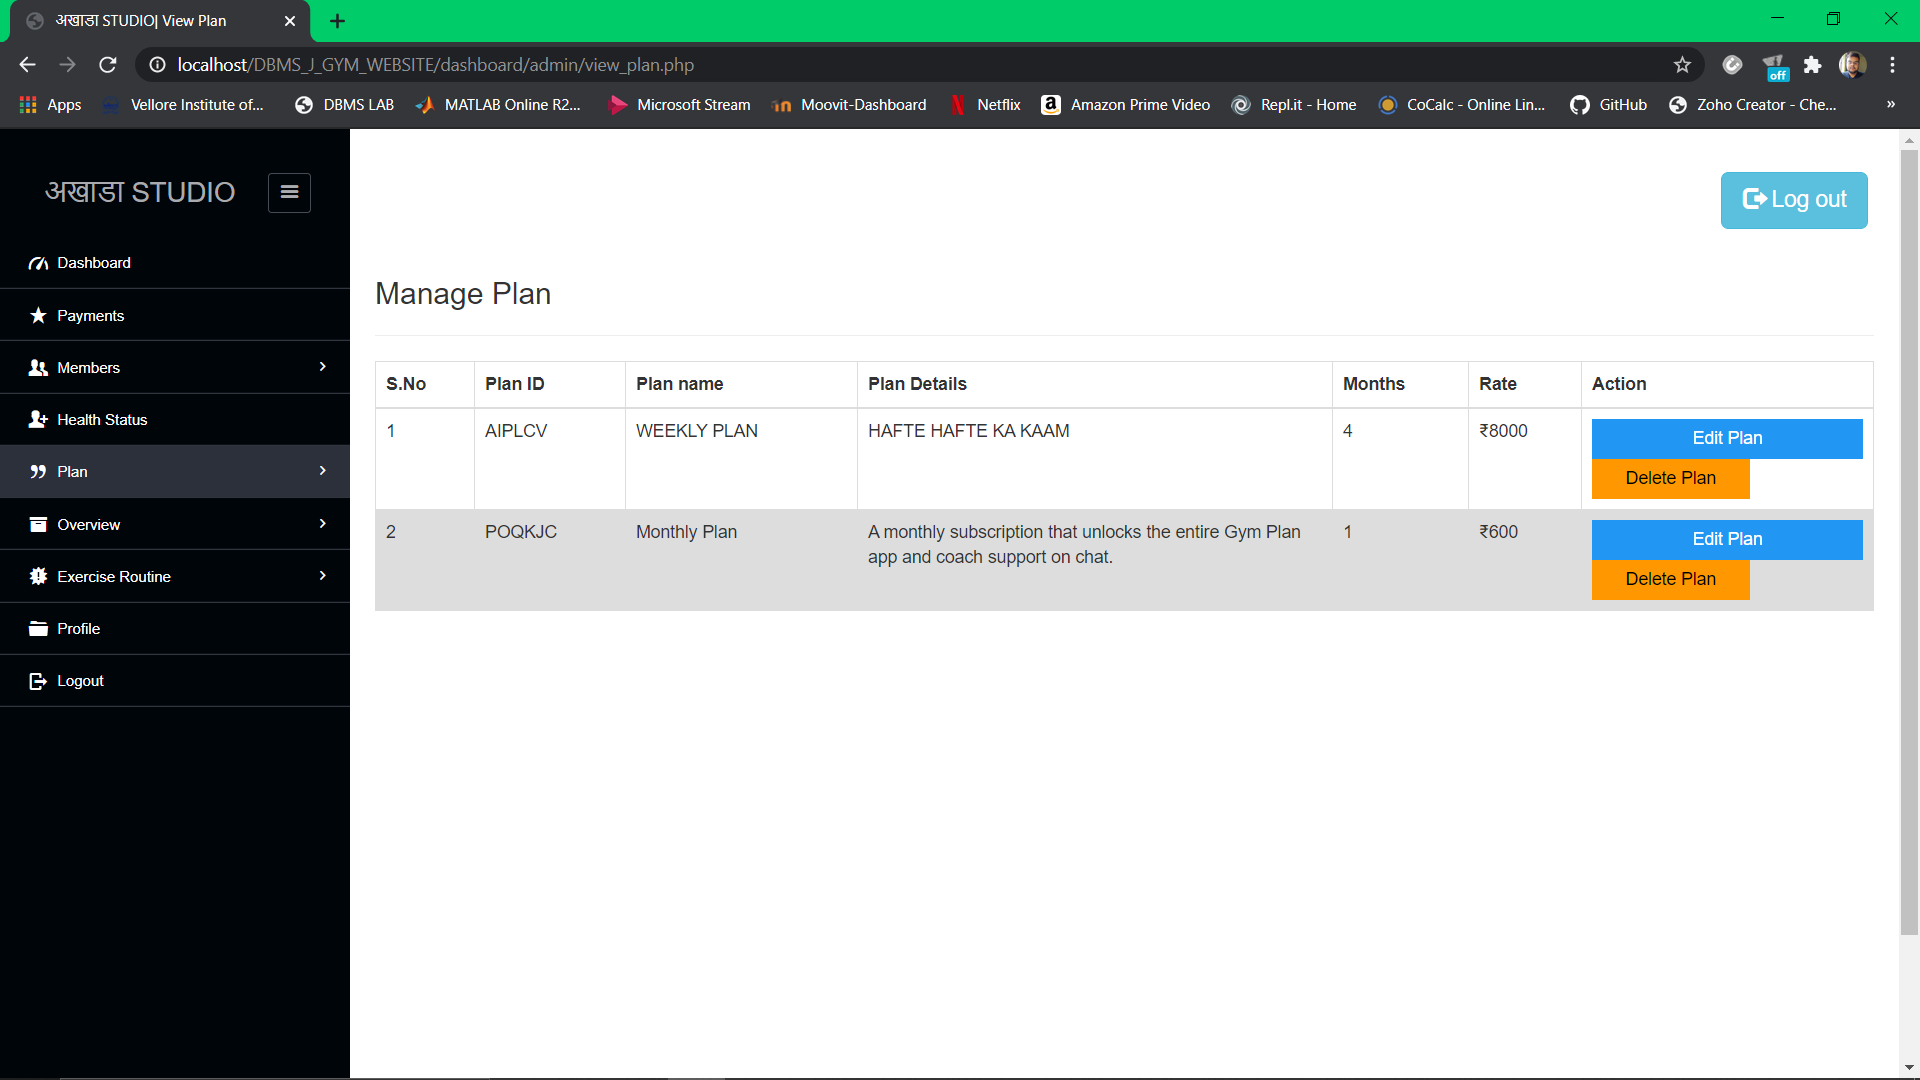 अखाडा STUDIO| View Plan
localhost/DBMS_J_GYM_WEBSITE/dashboard/admin/view_plan.php
off
Apps
Vellore Institute of...
DBMS LAB
MATLAB Online R2...
Microsoft Stream
Moovit-Dashboard
Netflix
Amazon Prime Video
Repl.it - Home
CoCalc - Online Lin...
GitHub
Zoho Creator - Che...
»
अखाडा STUDIO
Log out
Dashboard
Payments
Members
Health Status
Plan
Overview
Exercise Routine
Profile
Logout
Manage Plan
S.No Plan ID Plan name Plan Details Months Rate Action
1 AIPLCV WEEKLY PLAN HAFTE HAFTE KA KAAM 4 ₹8000 Edit Plan
Delete Plan
2 POQKJC Monthly Plan A monthly subscription that unlocks the entire Gym Plan 1 ₹600 Edit Plan
app and coach support on chat.
Delete Plan